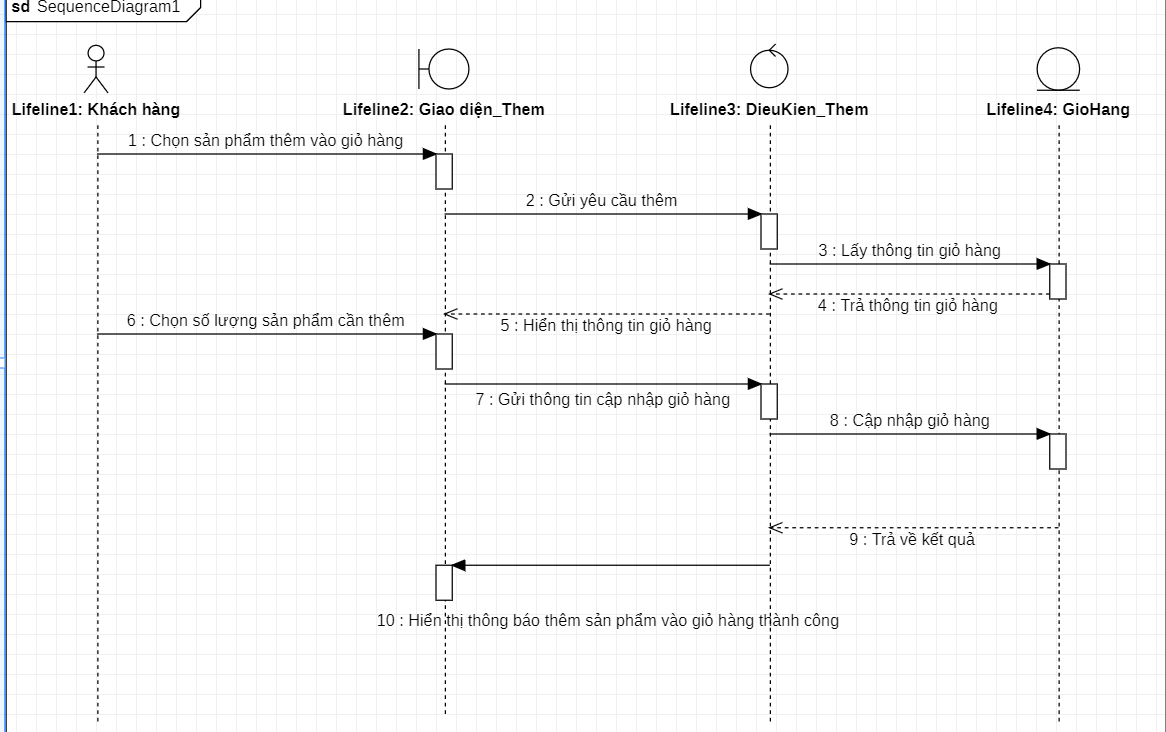 sd SequenceDiagram1
Lifeline1: Khách hàng
Lifeline2: Giao diện_Them
Lifeline3: DieuKien_Them
Lifeline4: GioHang
1 : Chọn sản phẩm thêm vào giỏ hàng
2 : Gửi yêu cầu thêm
3 : Lấy thông tin giỏ hàng
4 : Trả thông tin giỏ hàng
5 : Hiển thị thông tin giỏ hàng
6 : Chọn số lượng sản phẩm cần thêm
7 : Gửi thông tin cập nhập giỏ hàng
8 : Cập nhập giỏ hàng
9 : Trả về kết quả
10 : Hiển thị thông báo thêm sản phẩm vào giỏ hàng thành công